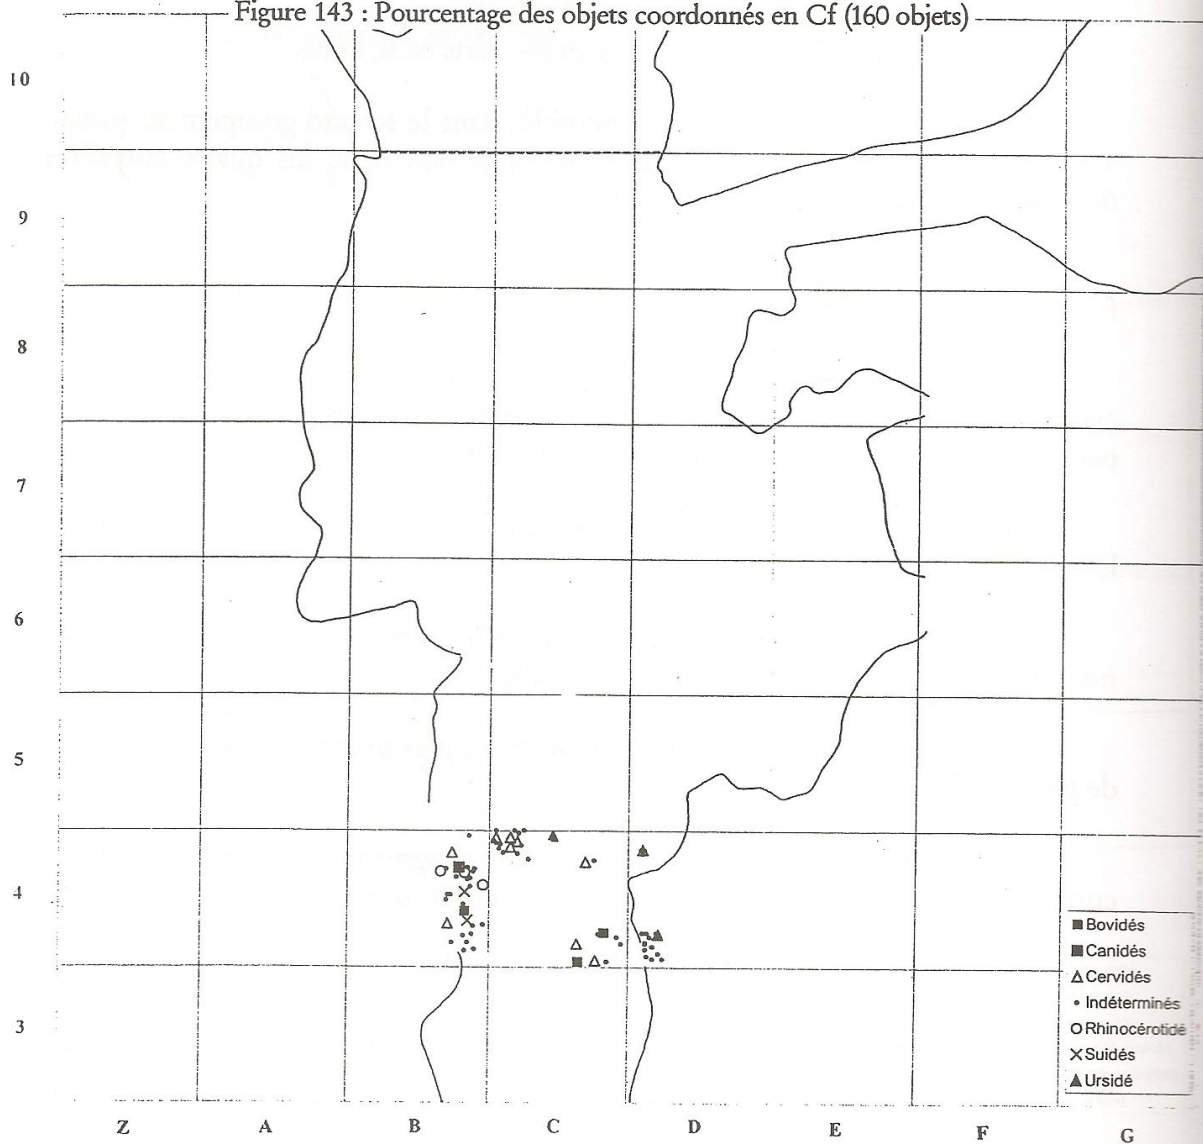 Figure 143 : Pourcentage des objets coordonnés en Cf (160 objets)
10
9
8
7
6
5
4
3
Bovidés
Canidés
Cervidés
Indéterminés
Rhinocérotidé
Suidés
Ursidé
Z A B C D E F G